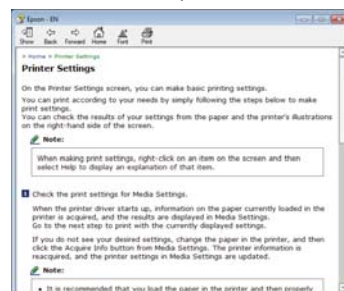 Epson - EN
Show Back Forward Home Font Print
> Home > Printer Settings
Printer Settings
On the Printer Settings screen, you can make basic printing settings.
You can print according to your needs by simply following the steps below to make
print settings.
You can check the results of your settings from the paper and the printer's illustrations
on the right-hand side of the screen.
Note:
When making print settings, right-click on an item on the screen and then
select Help to display an explanation of that item.
1 Check the print settings for Media Settings.
When the printer driver starts up, information on the paper currently loaded in the
printer is acquired, and the results are displayed in Media Settings.
Go to the next step to print with the currently displayed settings.
If you do not see your desired settings, change the paper in the printer, and then
click the Acquire Info button from Media Settings. The printer information is
reacquired, and the printer settings in Media Settings are updated.
Note:
• It is recommended that you load the paper in the printer and then properly